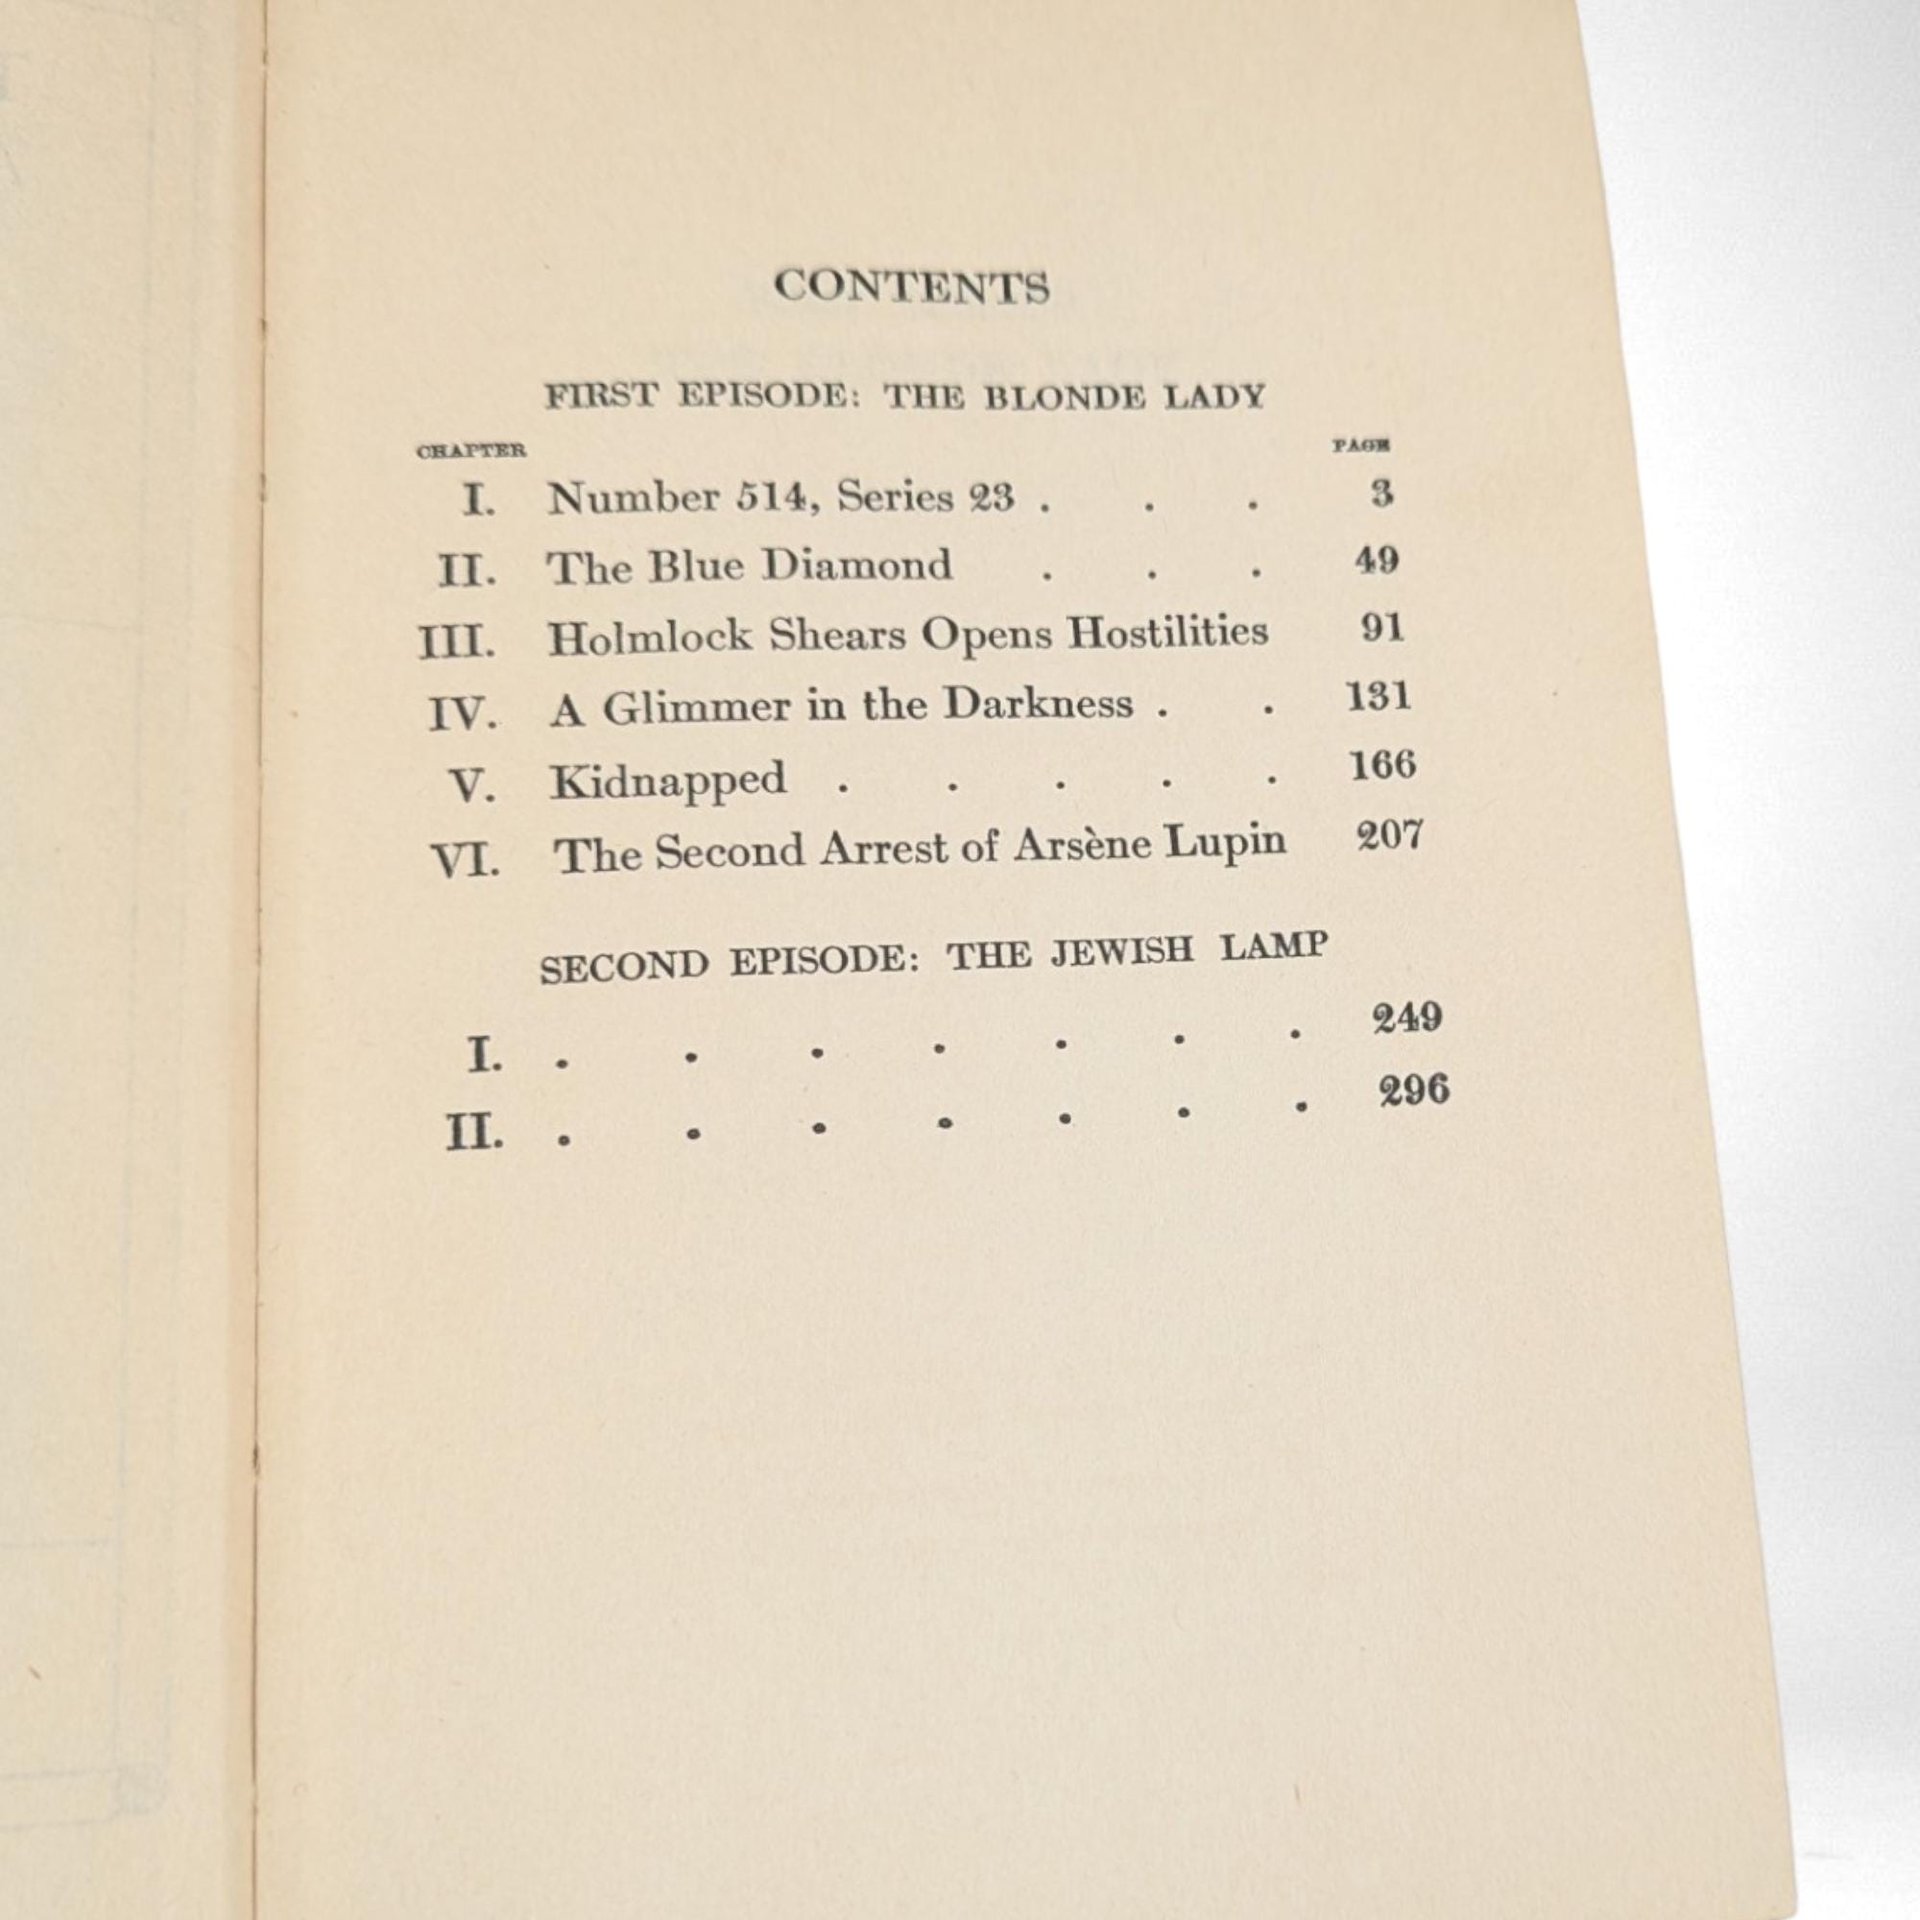 CONTENTS
FIRST EPISODE: THE BLONDE LADY
CHAPTER PAGE
I. Number 514, Series 23 . . . 3
II. The Blue Diamond . . . 49
III. Holmlock Shears Opens Hostilities 91
IV. A Glimmer in the Darkness . . 131
V. Kidnapped . . . . . 166
VI. The Second Arrest of Arsène Lupin 207
SECOND EPISODE: THE JEWISH LAMP
I. . . . . . . . 249
II. . . . . . . . 296